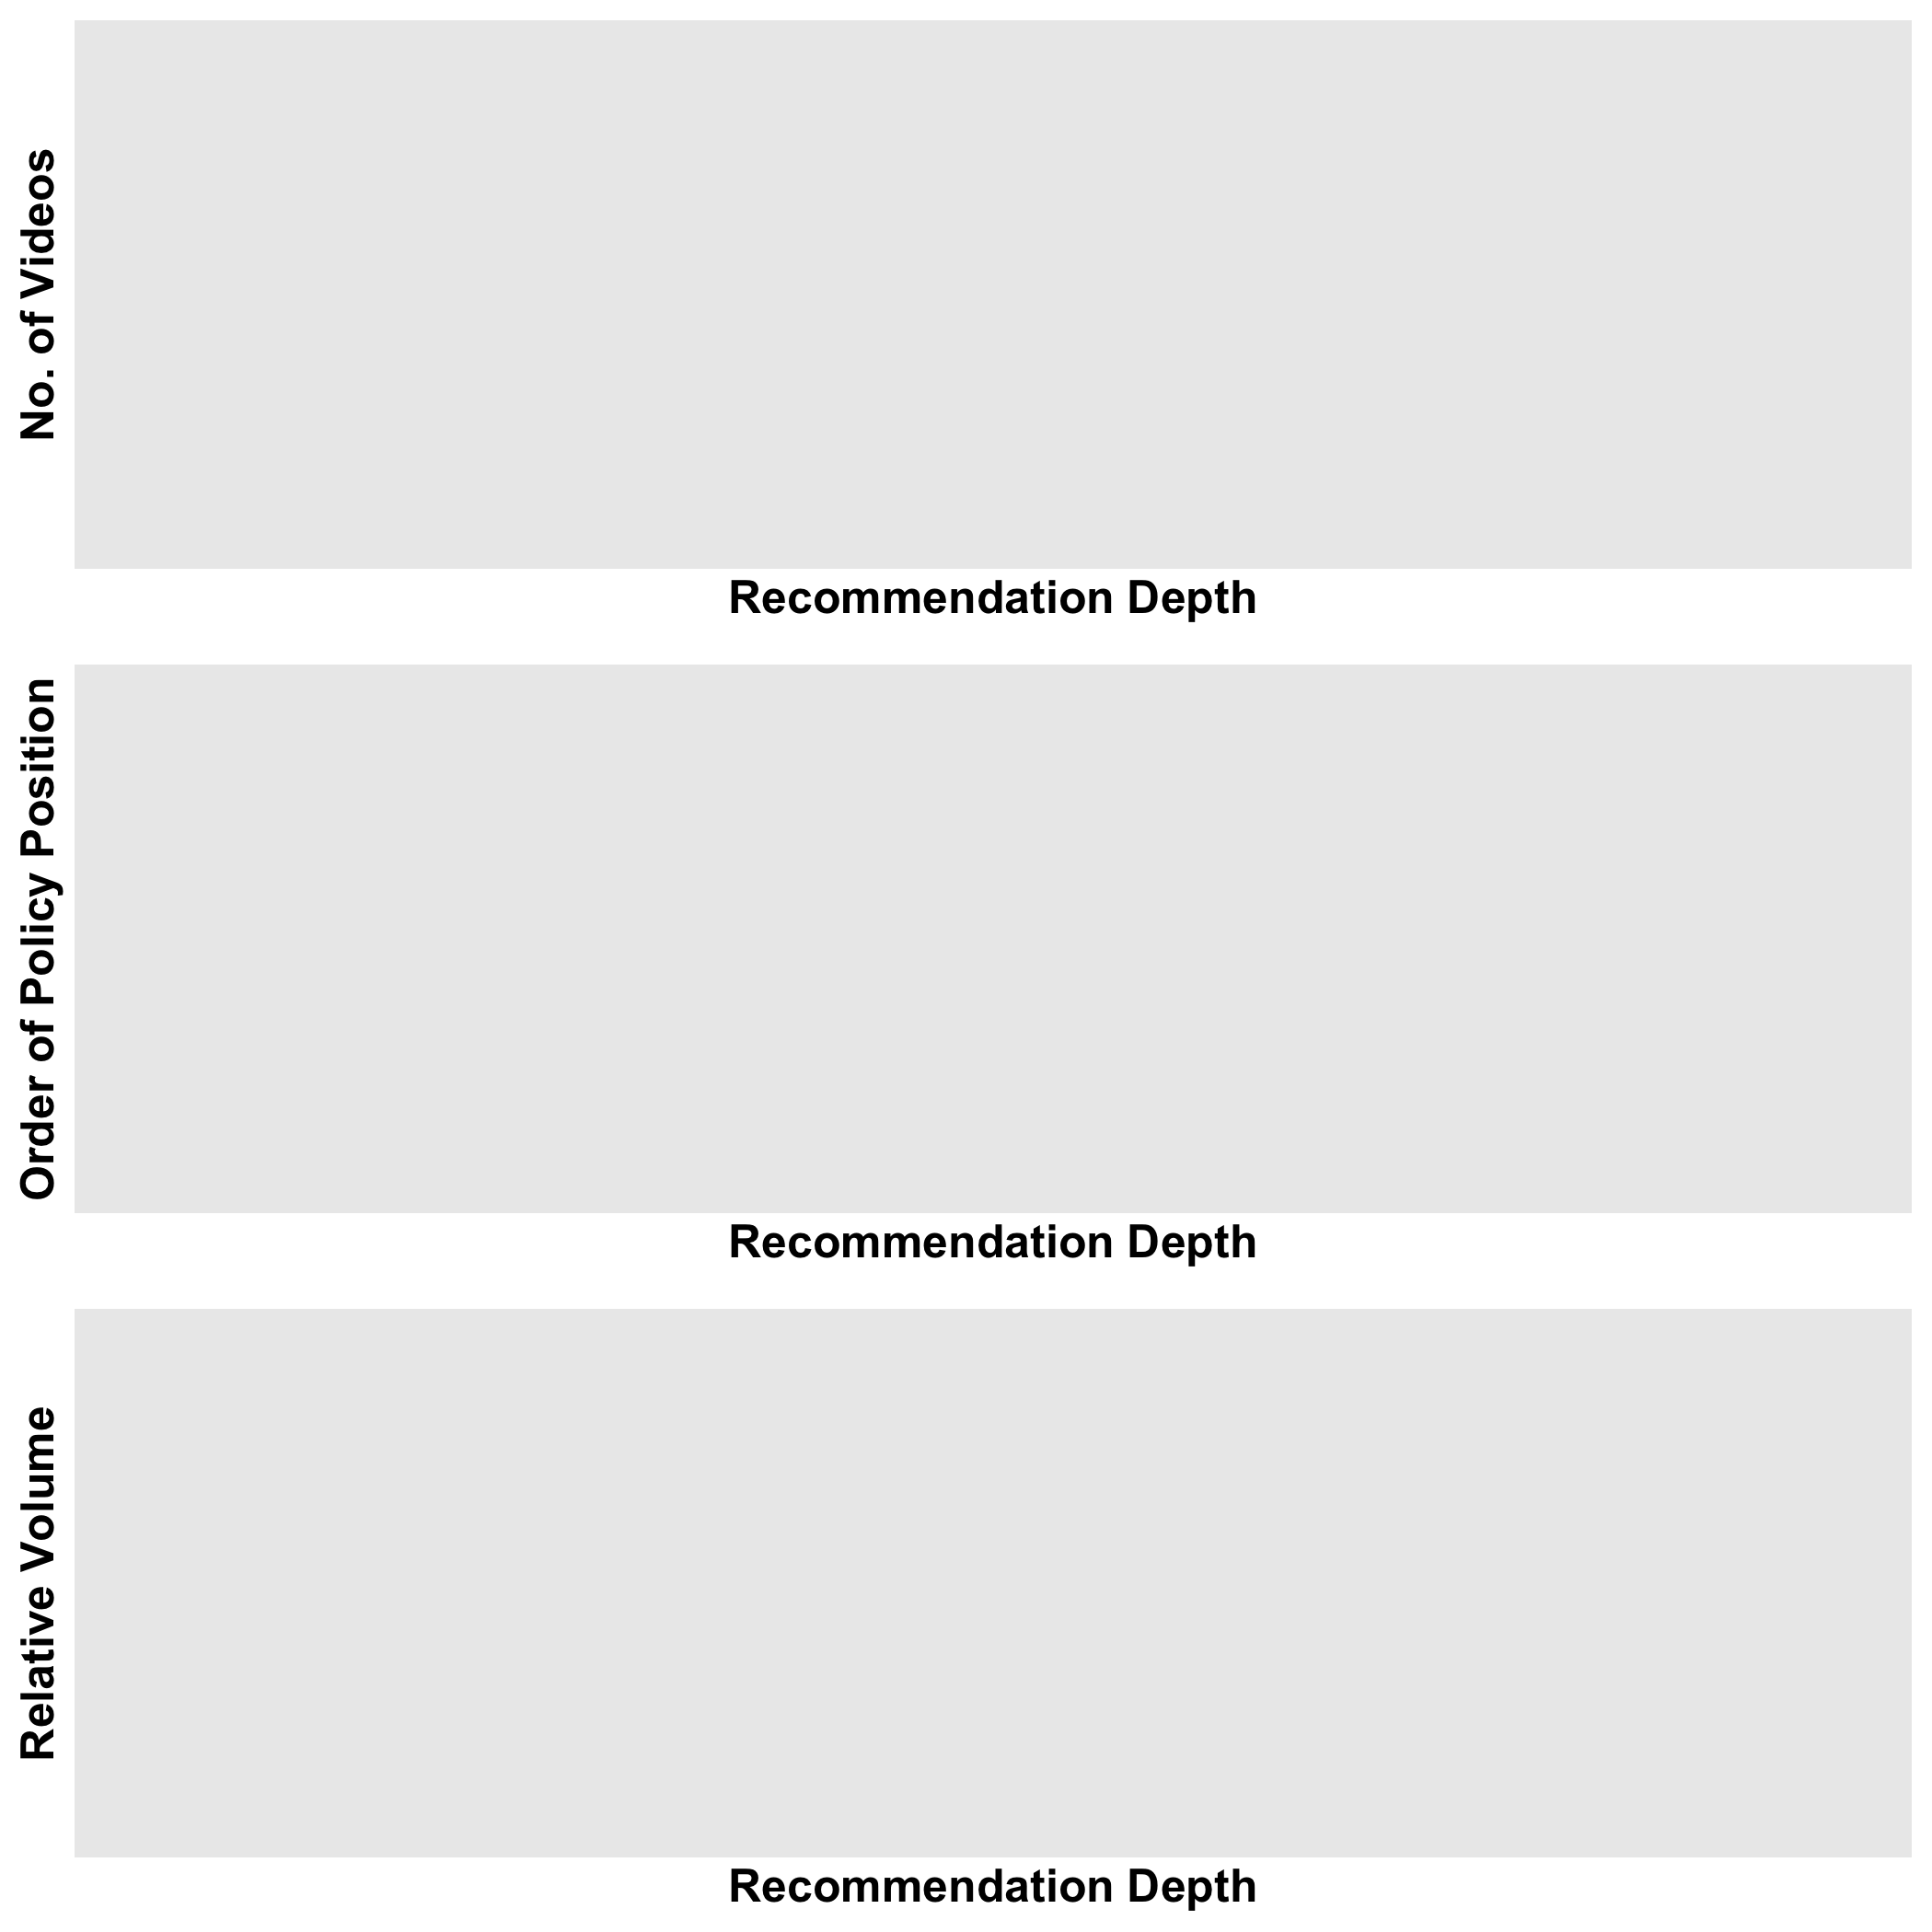 No. of Videos
Recommendation Depth
Order of Policy Position
Recommendation Depth
Relative Volume
Recommendation Depth